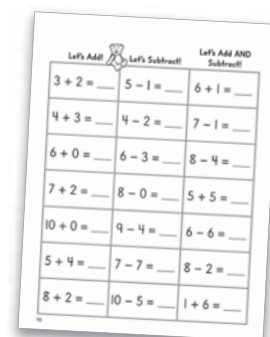 Let's Add! Let's Subtract! Let's Add AND
Subtract!
3 + 2 = ___ 5 - 1 = ___ 6 + 1 = ___
4 + 3 = ___ 4 - 2 = ___ 7 - 1 = ___
6 + 0 = ___ 6 - 3 = ___ 8 - 4 = ___
7 + 2 = ___ 8 - 0 = ___ 5 + 5 = ___
10 + 0 = ___ 9 - 4 = ___ 6 - 6 = ___
5 + 4 = ___ 7 - 7 = ___ 8 - 2 = ___
8 + 2 = ___ 10 - 5 = ___ 1 + 6 = ___